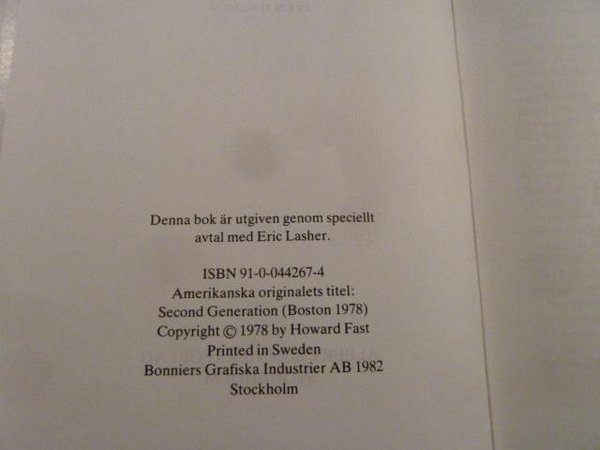 Denna bok är utgiven genom speciellt
avtal med Eric Lasher.
ISBN 91-0-044267-4
Amerikanska originalets titel:
Second Generation (Boston 1978)
Copyright © 1978 by Howard Fast
Printed in Sweden
Bonniers Grafiska Industrier AB 1982
Stockholm